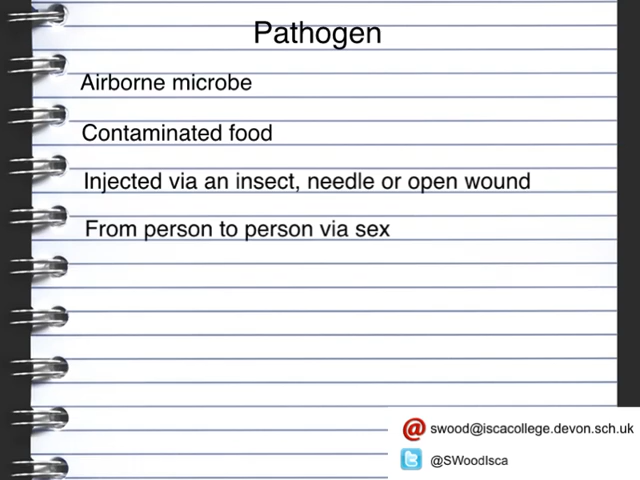 Pathogen
Airborne microbe
Contaminated food
Injected via an insect, needle or open wound
From person to person via sex
@ swood@iscacollege.devon.sch.uk
@SWoodIsca